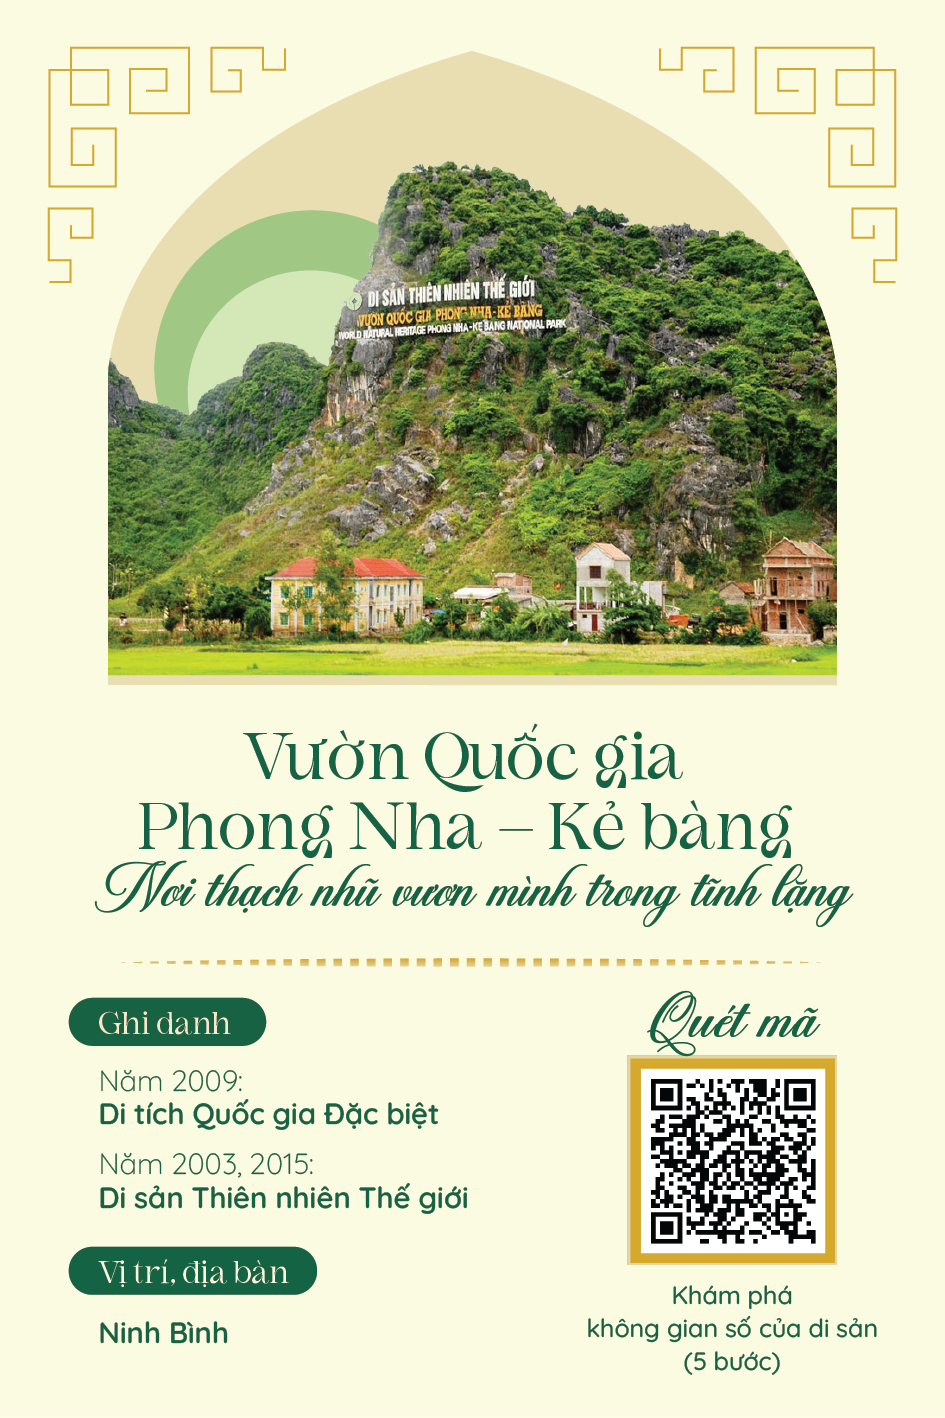 DI SẢN THIÊN NHIÊN THẾ GIỚI
VƯỜN QUỐC GIA PHONG NHA - KẺ BÀNG
WORLD NATURAL HERITAGE PHONG NHA - KE BANG NATIONAL PARK
Vườn Quốc gia
Phong Nha – Kẻ bàng
Nơi thạch nhũ vươn mình trong tĩnh lặng
Ghi danh
Năm 2009:
Di tích Quốc gia Đặc biệt
Năm 2003, 2015:
Di sản Thiên nhiên Thế giới
Vị trí, địa bàn
Ninh Bình
Quét mã
Khám phá
không gian số của di sản
(5 bước)